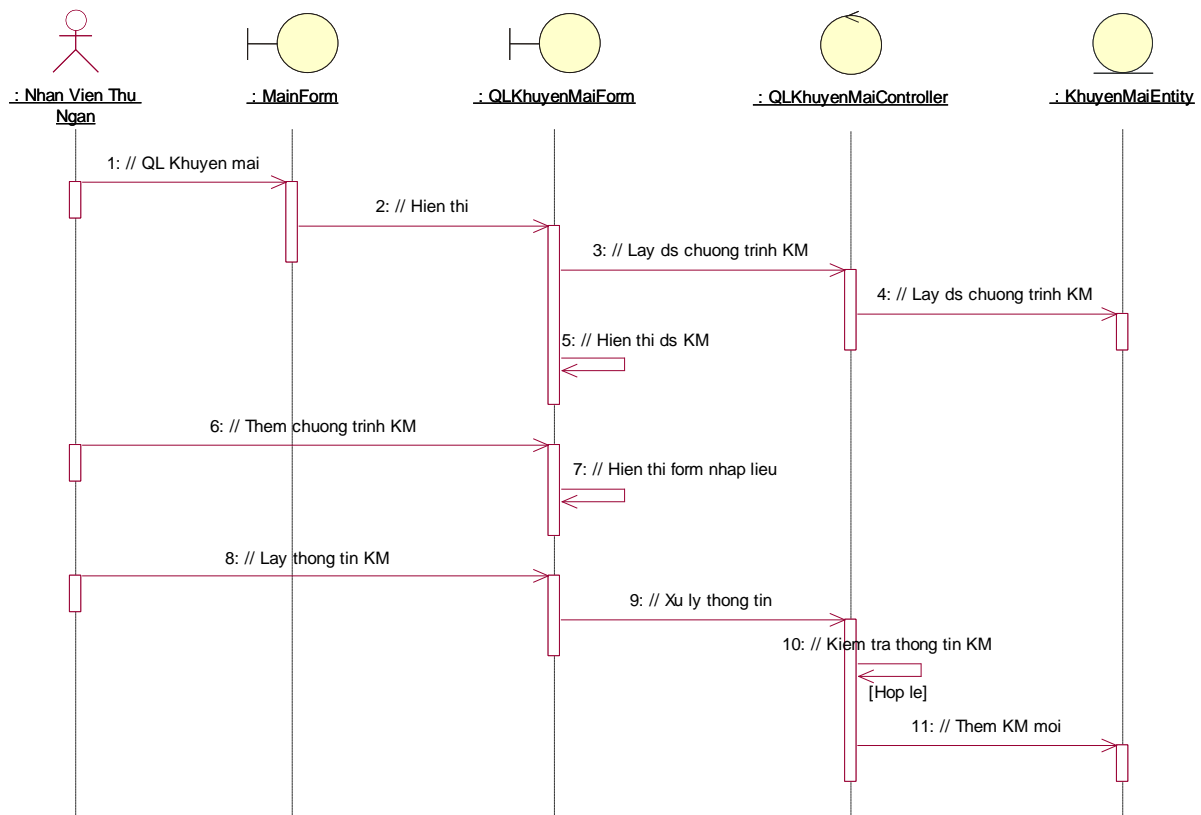 : Nhan Vien Thu
Ngan
: MainForm
: QLKhuyenMaiForm
: QLKhuyenMaiController
: KhuyenMaiEntity
1: // QL Khuyen mai
2: // Hien thi
3: // Lay ds chuong trinh KM
4: // Lay ds chuong trinh KM
5: // Hien thi ds KM
6: // Them chuong trinh KM
7: // Hien thi form nhap lieu
8: // Lay thong tin KM
9: // Xu ly thong tin
10: // Kiem tra thong tin KM
[Hop le]
11: // Them KM moi